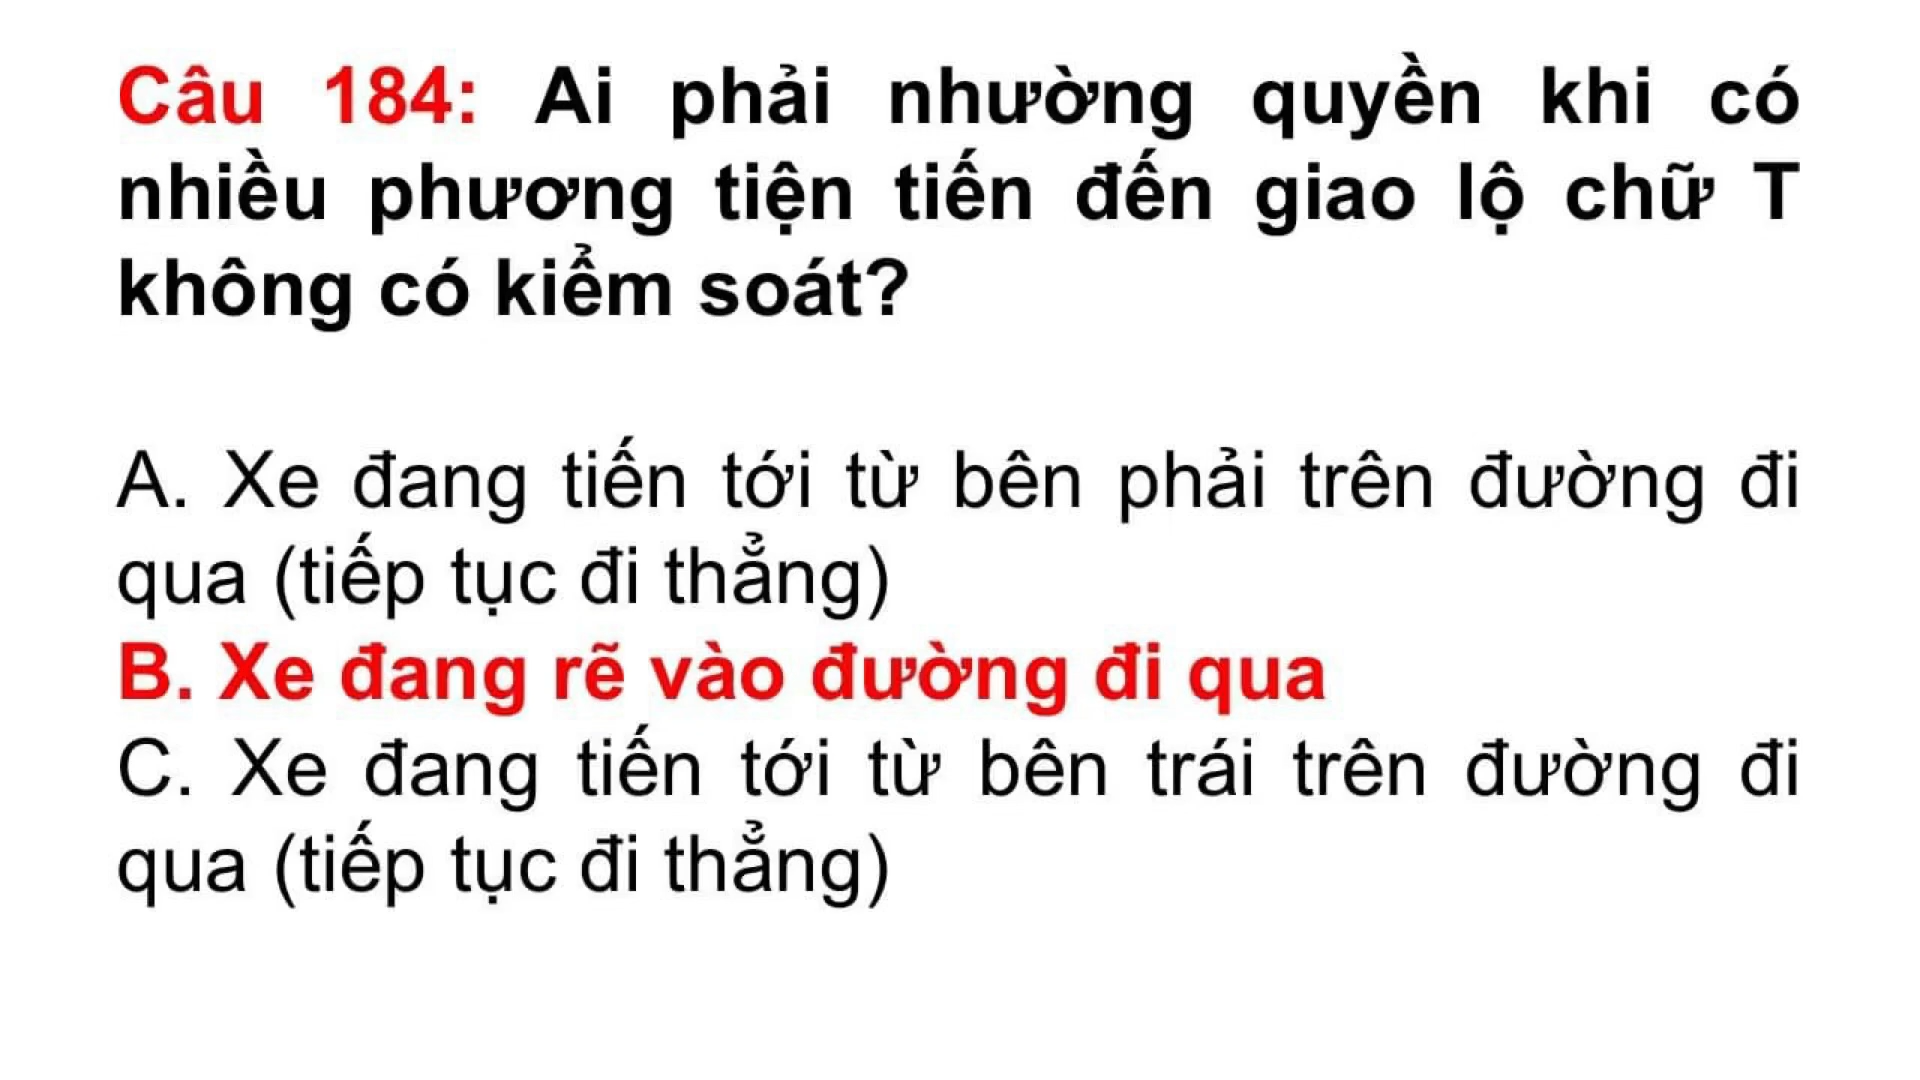 Câu 184: Ai phải nhường quyền khi có
nhiều phương tiện tiến đến giao lộ chữ T
không có kiểm soát?
A. Xe đang tiến tới từ bên phải trên đường đi
qua (tiếp tục đi thẳng)
B. Xe đang rẽ vào đường đi qua
C. Xe đang tiến tới từ bên trái trên đường đi
qua (tiếp tục đi thẳng)